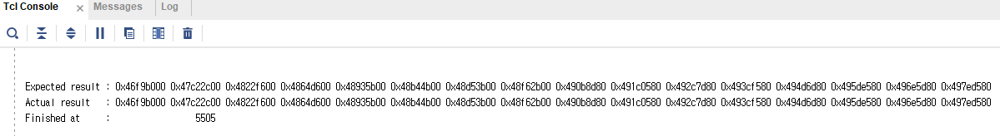 Tcl Console × Messages Log
Expected result : 0x46f9b000 0x47c22c00 0x4822f600 0x4864d600 0x48935b00 0x48b44b00 0x48d53b00 0x48f62b00 0x490b8d80 0x491c0580 0x492c7d80 0x493cf580 0x494d6d80 0x495de580 0x496e5d80 0x497ed580
Actual result : 0x46f9b000 0x47c22c00 0x4822f600 0x4864d600 0x48935b00 0x48b44b00 0x48d53b00 0x48f62b00 0x490b8d80 0x491c0580 0x492c7d80 0x493cf580 0x494d6d80 0x495de580 0x496e5d80 0x497ed580
Finished at : 5505